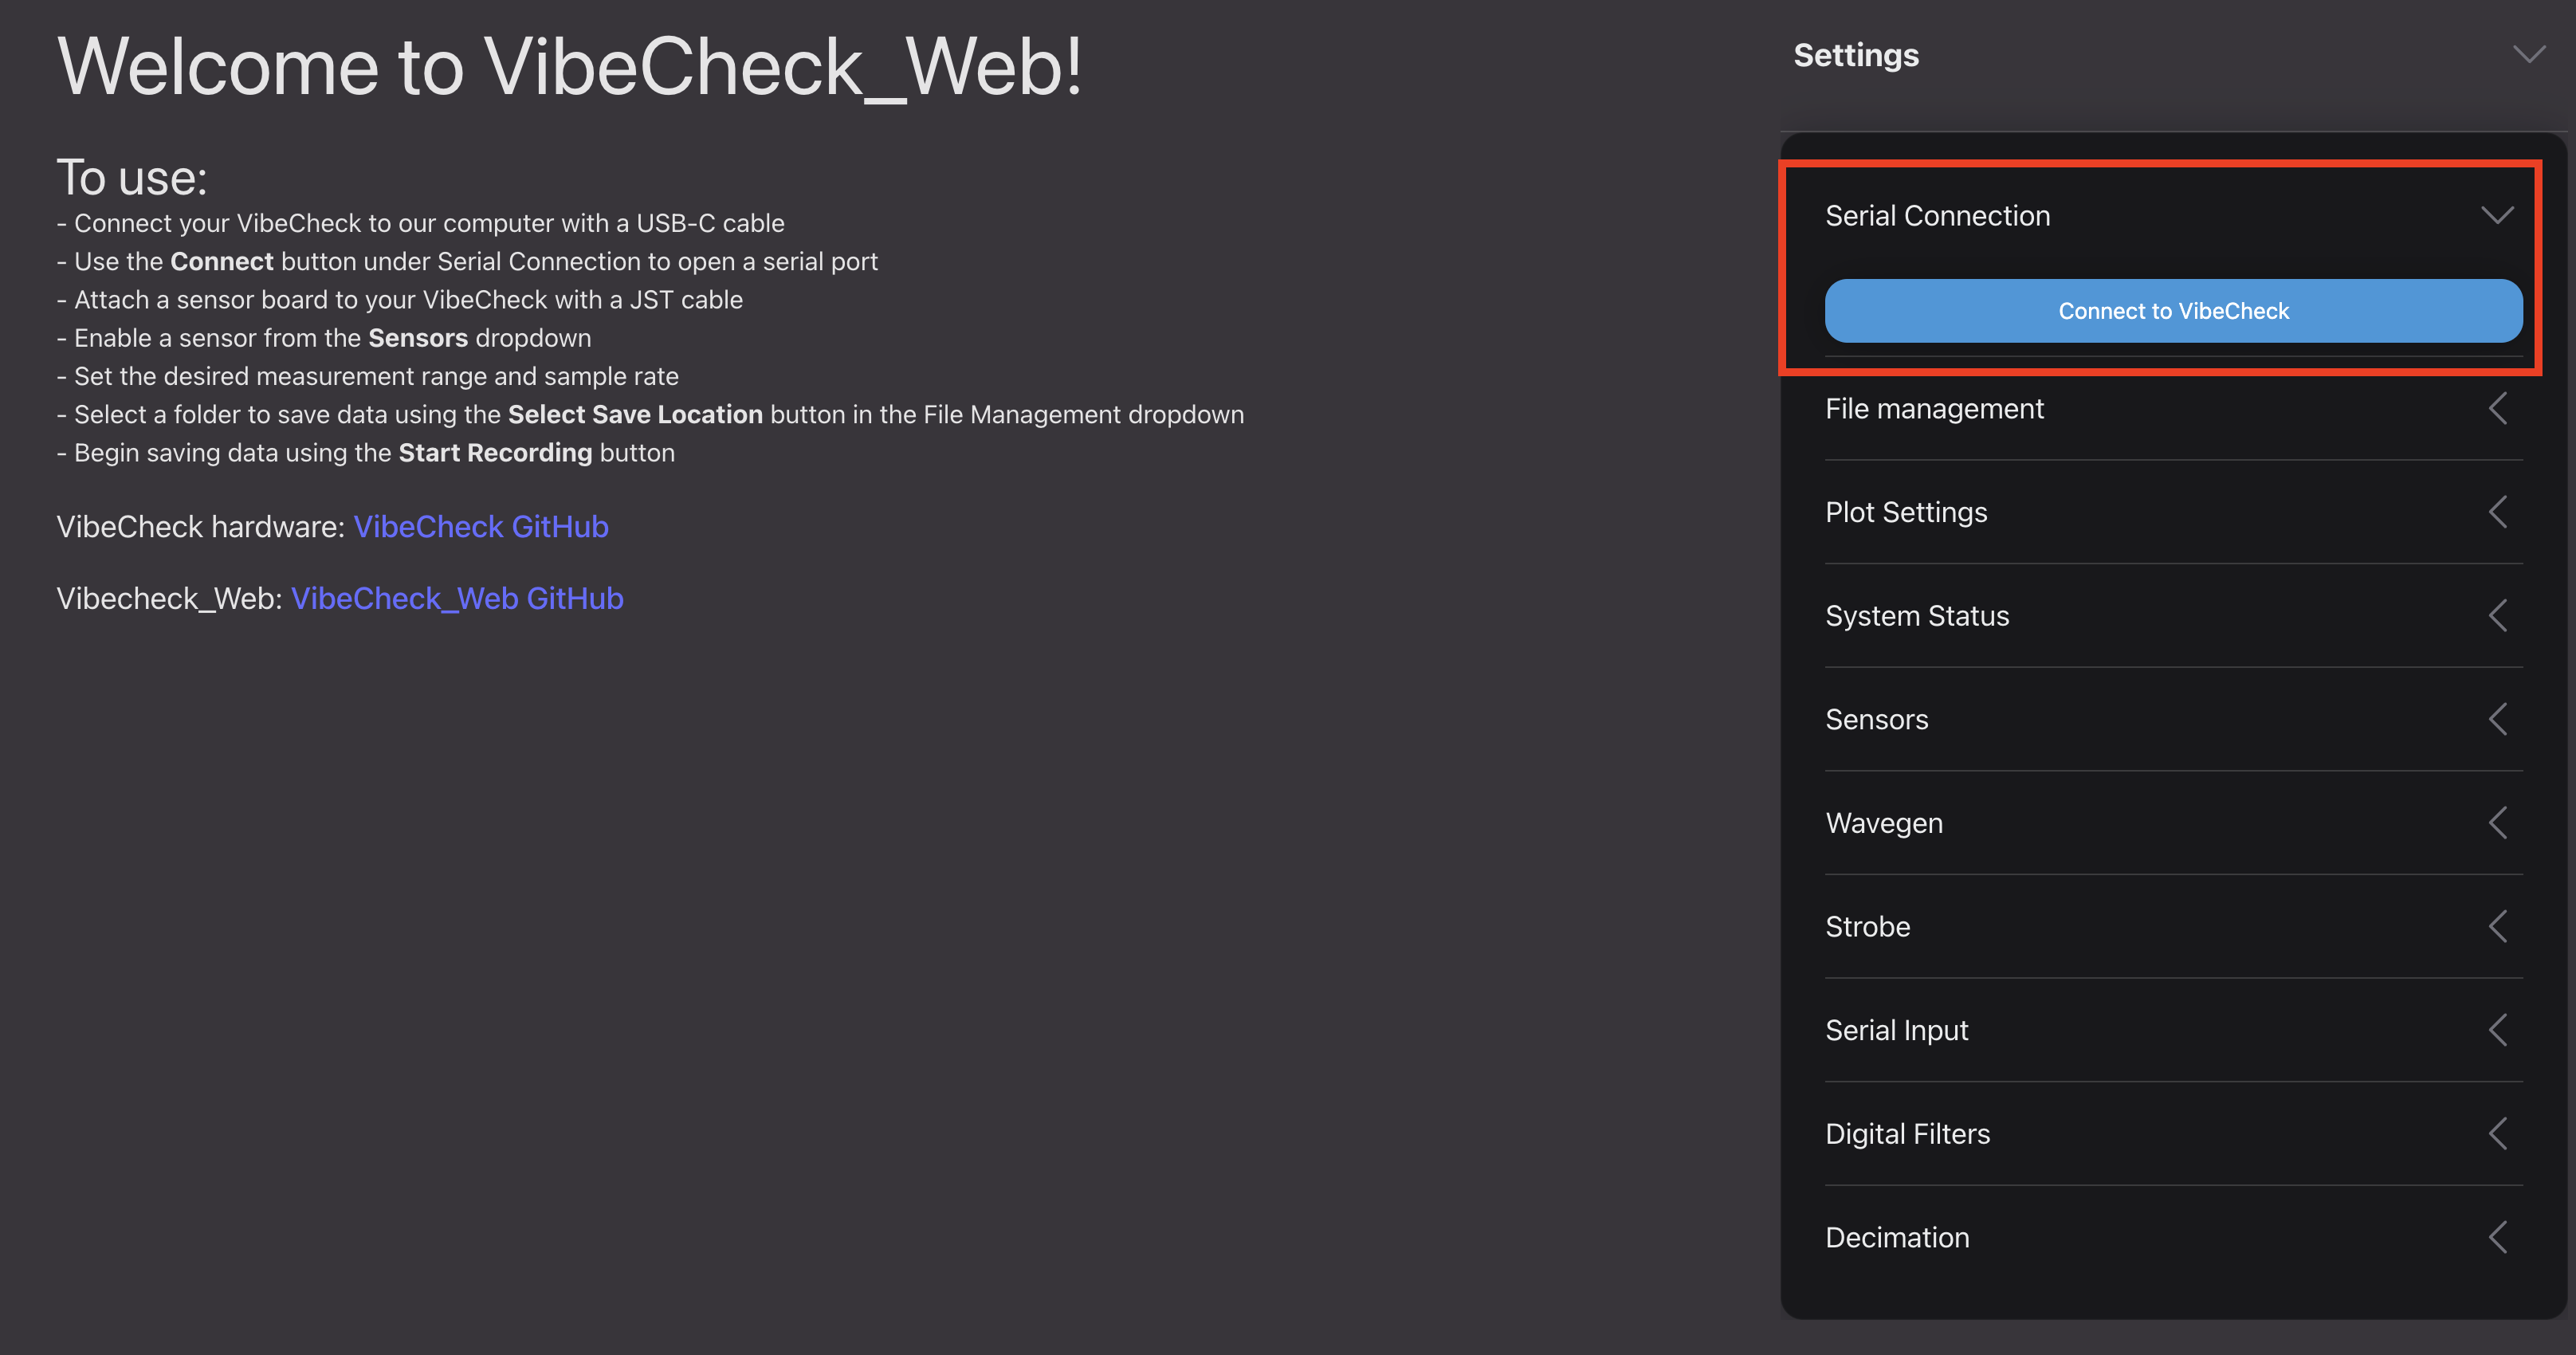 Welcome to VibeCheck_Web!
To use:
- Connect your VibeCheck to our computer with a USB-C cable
- Use the Connect button under Serial Connection to open a serial port
- Attach a sensor board to your VibeCheck with a JST cable
- Enable a sensor from the Sensors dropdown
- Set the desired measurement range and sample rate
- Select a folder to save data using the Select Save Location button in the File Management dropdown
- Begin saving data using the Start Recording button
VibeCheck hardware: VibeCheck GitHub
Vibecheck_Web: VibeCheck_Web GitHub
Settings
Serial Connection
Connect to VibeCheck
File management
Plot Settings
System Status
Sensors
Wavegen
Strobe
Serial Input
Digital Filters
Decimation